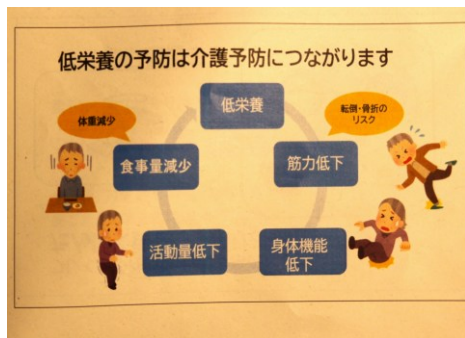 低栄養の予防は介護予防につながります
低栄養
体重減少
転倒・骨折の
リスク
食事量減少
筋力低下
活動量低下
身体機能
低下